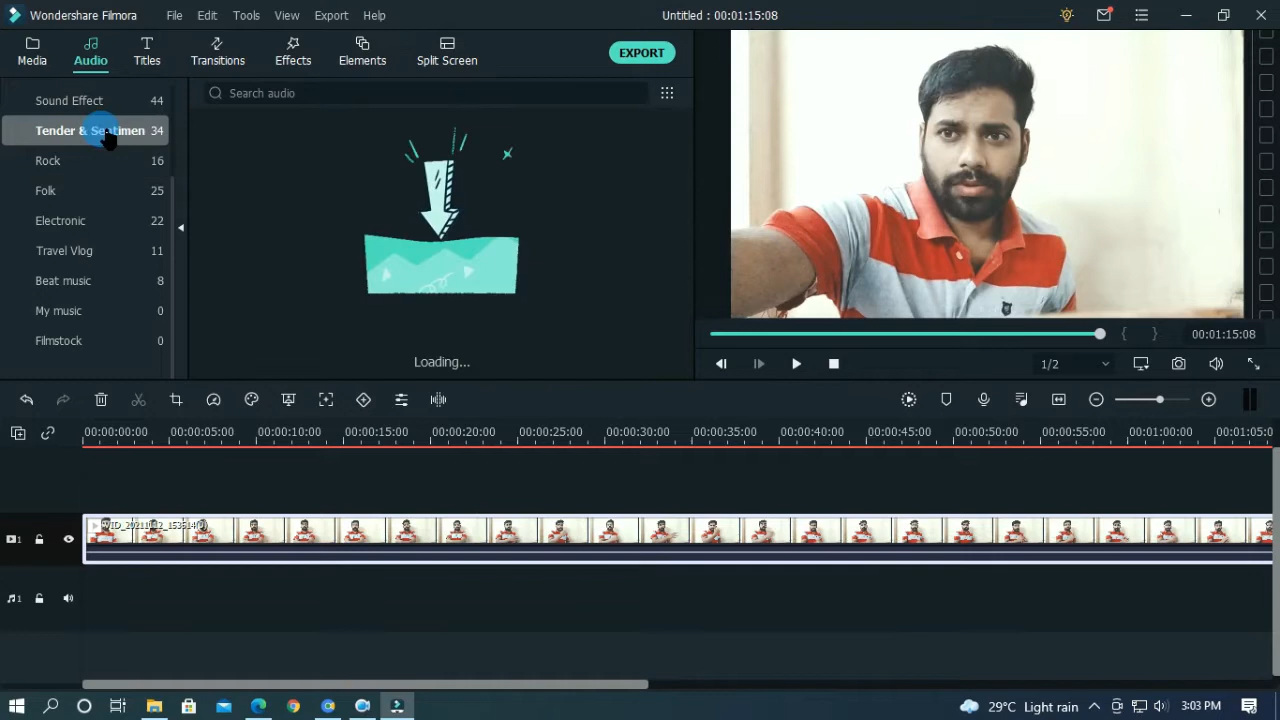 Wondershare Filmora
File
Edit
Tools
View
Export
Help
Untitled : 00:01:15:08
Media
Audio
Titles
Transitions
Effects
Elements
Split Screen
EXPORT
Sound Effect 44
Tender & Sentimen 34
Rock 16
Folk 25
Electronic 22
Travel Vlog 11
Beat music 8
My music 0
Filmstock 0
Search audio
Loading...
00:01:15:08
1/2
00:00:00:00
00:00:05:00
00:00:10:00
00:00:15:00
00:00:20:00
00:00:25:00
00:00:30:00
00:00:35:00
00:00:40:00
00:00:45:00
00:00:50:00
00:00:55:00
00:01:00:00
00:01:05:0
1
1
29°C Light rain
3:03 PM